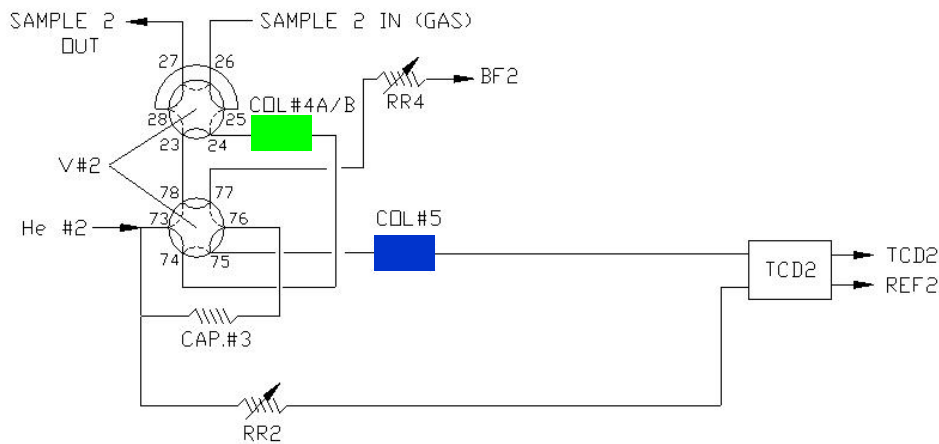 SAMPLE 2
OUT
SAMPLE 2 IN (GAS)
27
26
BF2
RR4
COL#4A/B
28
25
23
24
V#2
78
77
He #2
73
76
COL#5
74
75
TCD2
TCD2
REF2
CAP.#3
RR2